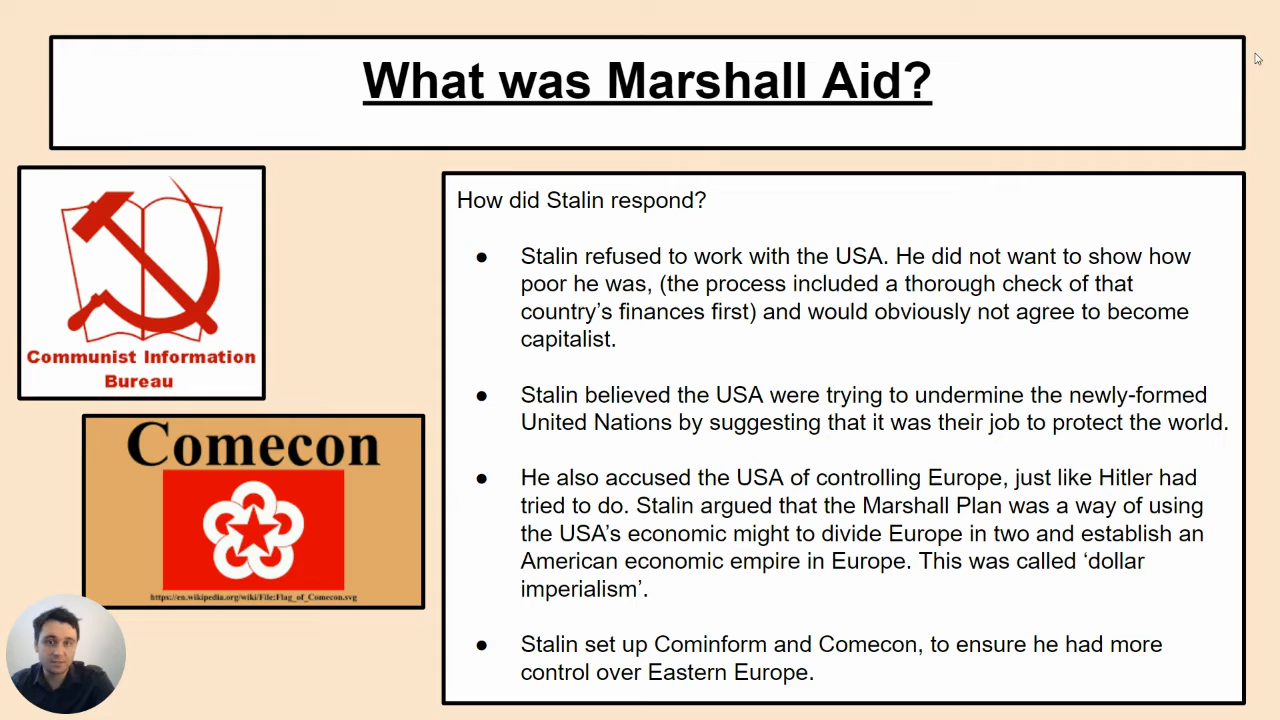 What was Marshall Aid?
Communist Information
Bureau
Comecon
https://en.wikipedia.org/wiki/File:Flag_of_Comecon.svg
How did Stalin respond?
● Stalin refused to work with the USA. He did not want to show how
poor he was, (the process included a thorough check of that
country’s finances first) and would obviously not agree to become
capitalist.
● Stalin believed the USA were trying to undermine the newly-formed
United Nations by suggesting that it was their job to protect the world.
● He also accused the USA of controlling Europe, just like Hitler had
tried to do. Stalin argued that the Marshall Plan was a way of using
the USA’s economic might to divide Europe in two and establish an
American economic empire in Europe. This was called ‘dollar
imperialism’.
● Stalin set up Cominform and Comecon, to ensure he had more
control over Eastern Europe.